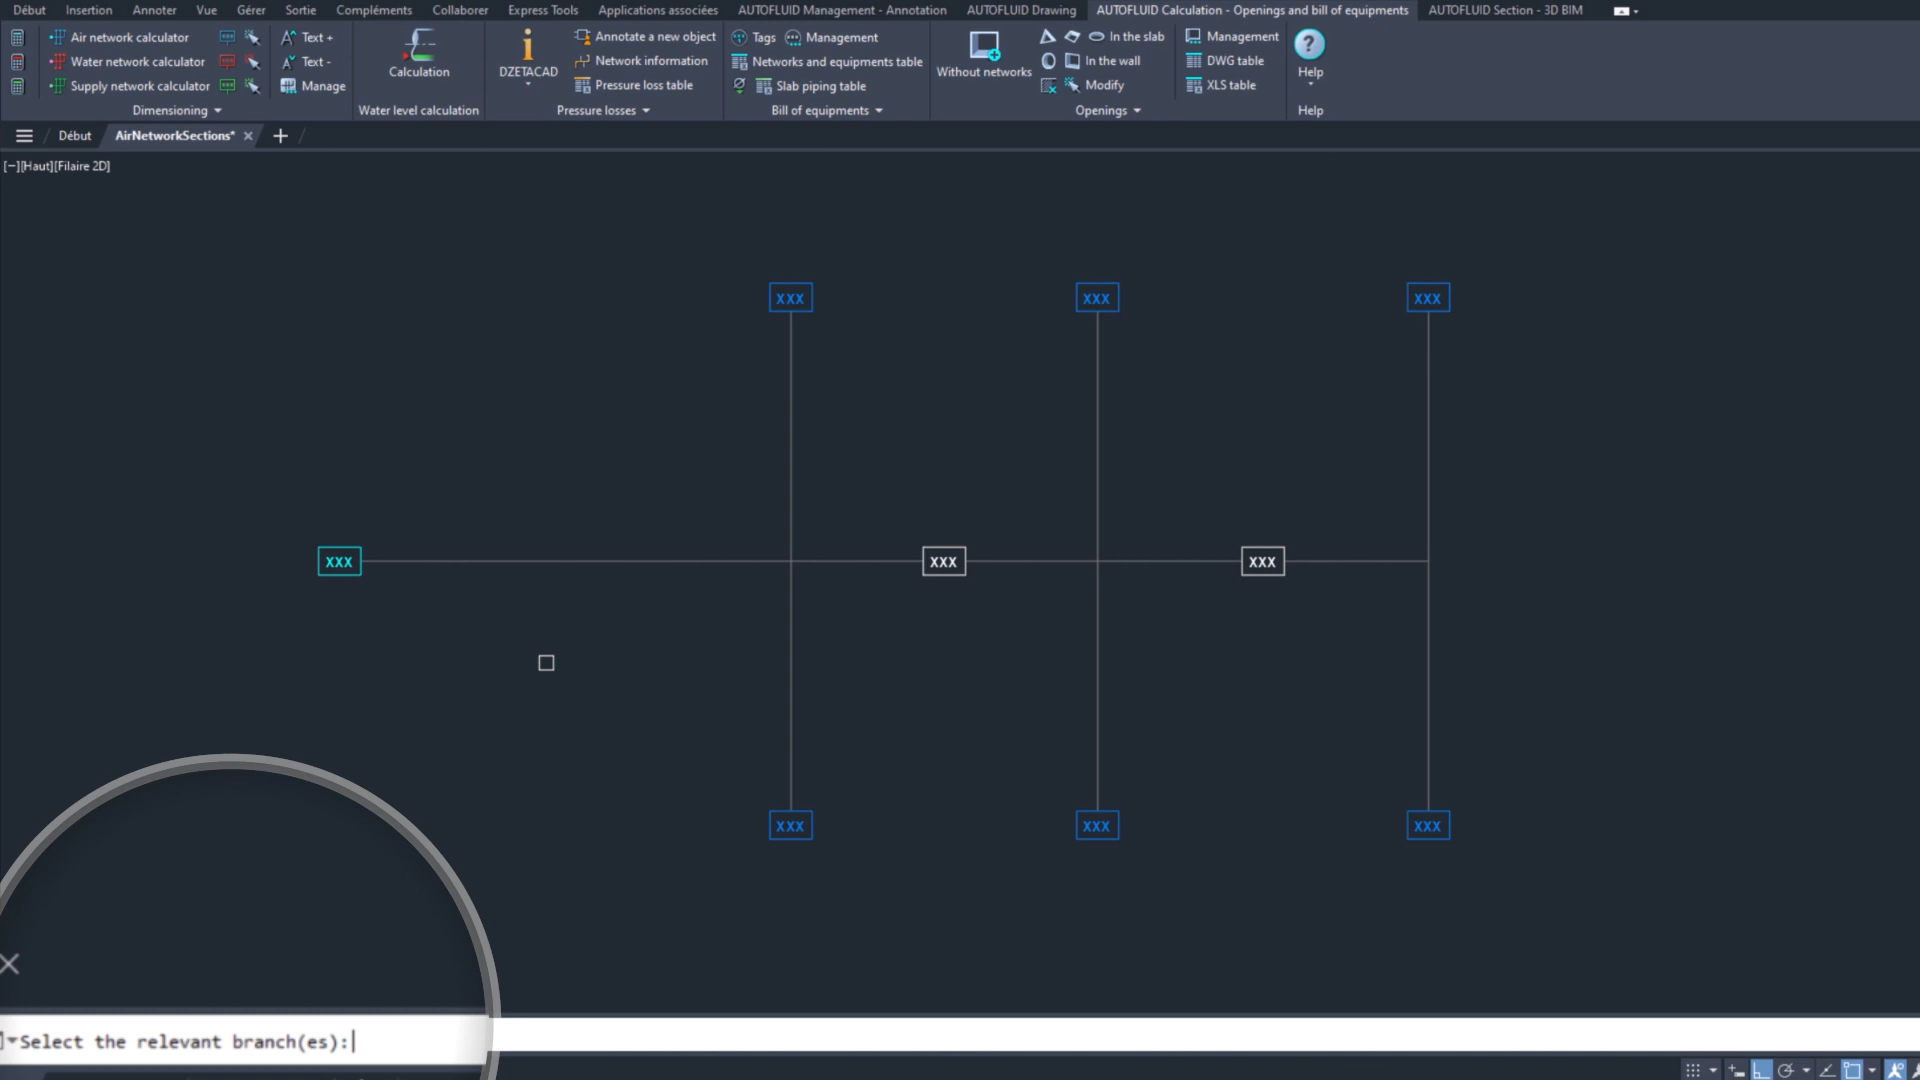 Début Insertion Annoter Vue Gérer Sortie Compléments Collaborer Express Tools Applications associées AUTOFLUID Management - Annotation AUTOFLUID Drawing AUTOFLUID Calculation - Openings and bill of equipments AUTOFLUID Section - 3D BIM
Air network calculator Text + Annotate a new object Tags Management In the slab Management
Water network calculator Text - Network information Networks and equipments table In the wall DWG table
Supply network calculator Manage Calculation DZETACAD Pressure loss table Slab piping table Without networks Modify XLS table Help
Dimensioning Water level calculation Pressure losses Bill of equipments Openings Help
Début AirNetworkSections*
[−][Haut][Filaire 2D]
XXX XXX XXX
XXX XXX XXX
XXX XXX XXX
Select the relevant branch(es):